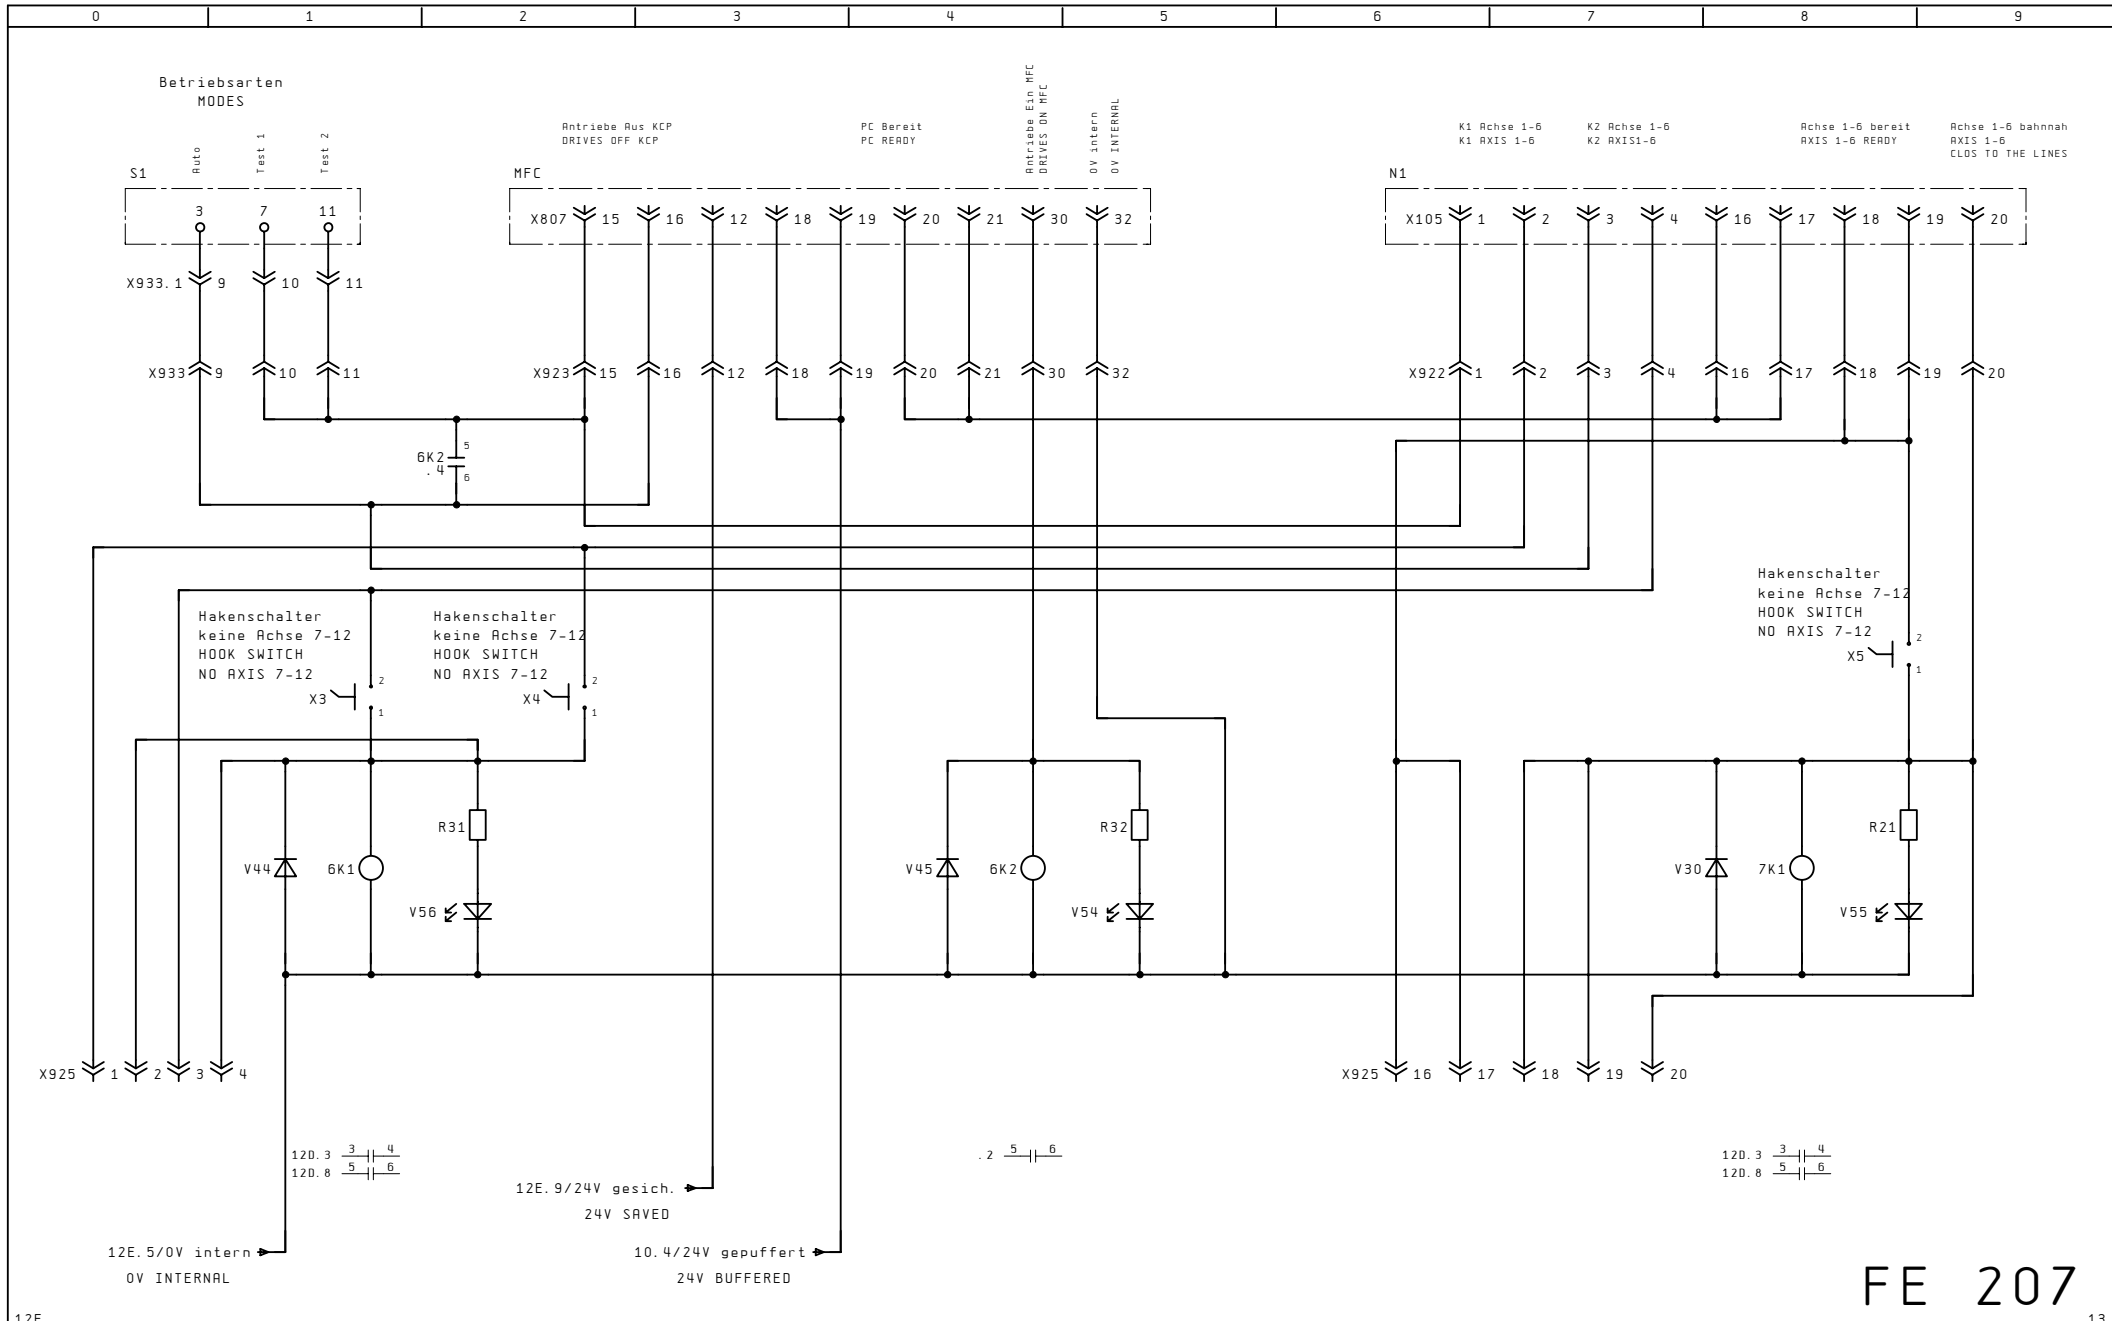 0 1 2 3 4 5 6 7 8 9
Betriebsarten
MODES
Auto
Test 1
Test 2
S1
3 7 11
X933.1 9 10 11
X933 9 10 11
Antriebe Aus KCP
DRIVES OFF KCP
PC Bereit
PC READY
Antriebe Ein MFC
DRIVES ON MFC
0V intern
0V INTERNAL
MFC
X807 15 16 12 18 19 20 21 30 32
X923 15 16 12 18 19 20 21 30 32
K1 Achse 1-6
K1 AXIS 1-6
K2 Achse 1-6
K2 AXIS1-6
Achse 1-6 bereit
AXIS 1-6 READY
Achse 1-6 bahnnah
AXIS 1-6
CLOS TO THE LINES
N1
X105 1 2 3 4 16 17 18 19 20
X922 1 2 3 4 16 17 18 19 20
6K2
.4
5
6
Hakenschalter
keine Achse 7-12
HOOK SWITCH
NO AXIS 7-12
X3
2
1
Hakenschalter
keine Achse 7-12
HOOK SWITCH
NO AXIS 7-12
X4
2
1
Hakenschalter
keine Achse 7-12
HOOK SWITCH
NO AXIS 7-12
X5
2
1
R31
V44 6K1
V56
R32
V45 6K2
V54
R21
V30 7K1
V55
X925 1 2 3 4
X925 16 17 18 19 20
12D.3 3 4
12D.8 5 6
.2 5 6
12D.3 3 4
12D.8 5 6
12E.9/24V gesich.
24V SAVED
12E.5/0V intern
0V INTERNAL
10.4/24V gepuffert
24V BUFFERED
FE 207
13